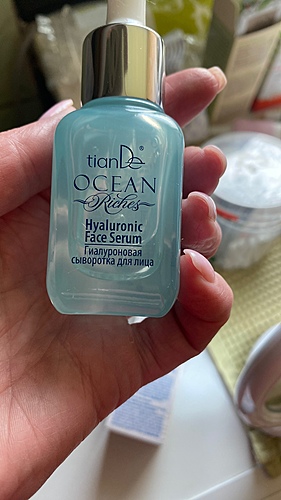 tianDe®
OCEAN
Riches
Hyaluronic
Face Serum
Гиалуроновая
сыворотка для лица